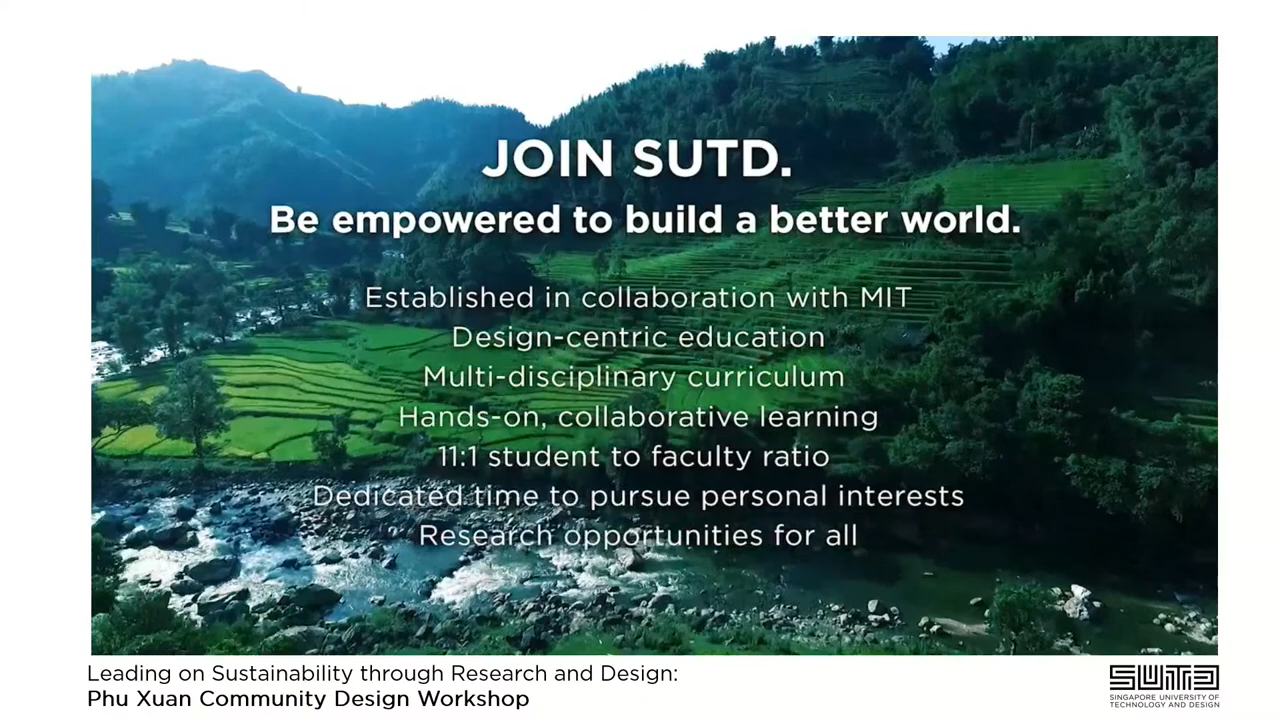 JOIN SUTD.
Be empowered to build a better world.
Established in collaboration with MIT
Design-centric education
Multi-disciplinary curriculum
Hands-on, collaborative learning
11:1 student to faculty ratio
Dedicated time to pursue personal interests
Research opportunities for all
Leading on Sustainability through Research and Design:
Phu Xuan Community Design Workshop
SUTD
SINGAPORE UNIVERSITY OF
TECHNOLOGY AND DESIGN